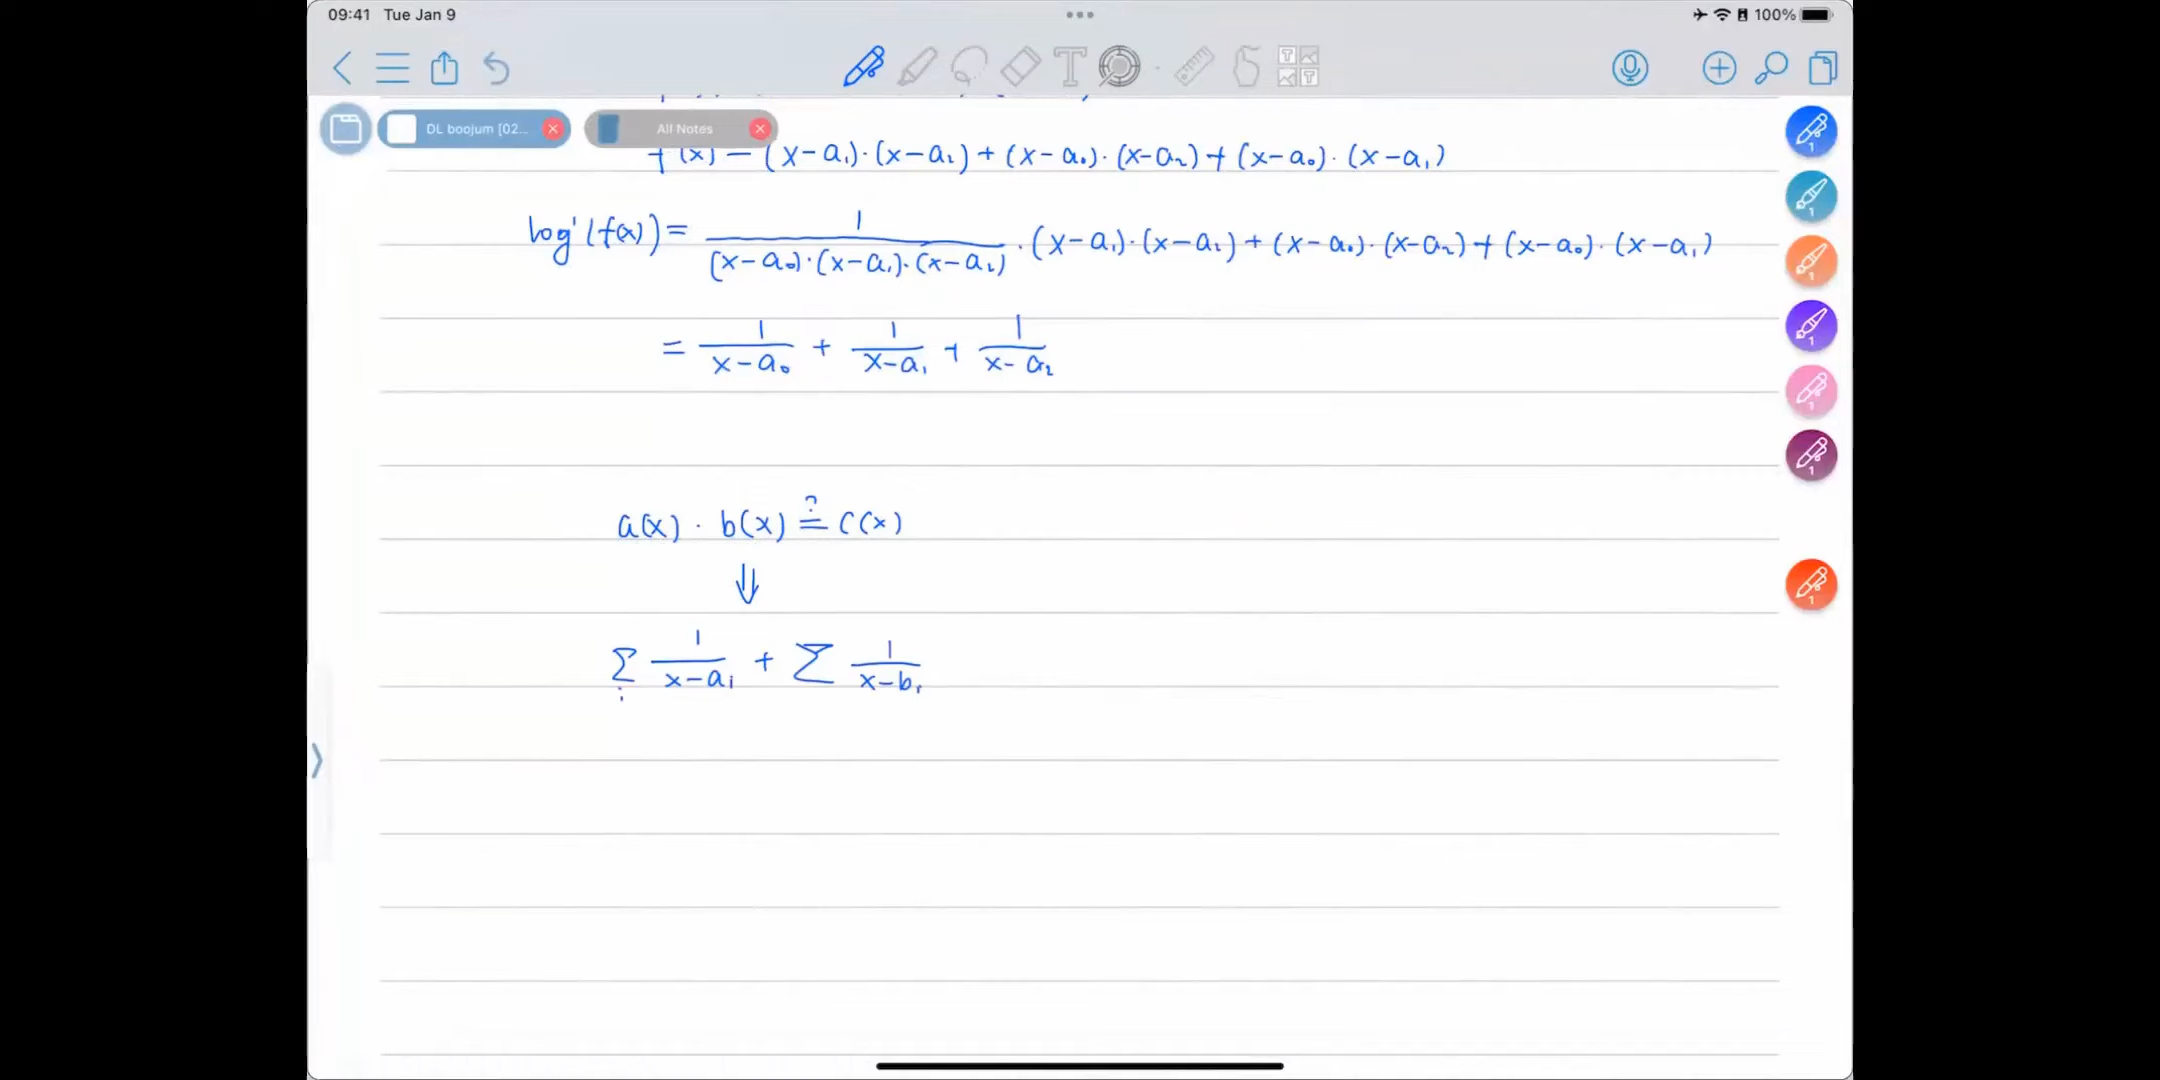 09:41 Tue Jan 9 100%
DL boojum [02... All Notes
f'(x) = (x-a₁)·(x-a₂) + (x-a₀)·(x-a₂) + (x-a₀)·(x-a₁)
log'(f(x)) = 1/((x-a₀)·(x-a₁)·(x-a₂)) · (x-a₁)·(x-a₂) + (x-a₀)·(x-a₂) + (x-a₀)·(x-a₁)
= 1/(x-a₀) + 1/(x-a₁) + 1/(x-a₂)
a(x) · b(x) ≟ c(x)
⇓
∑ᵢ 1/(x-aᵢ) + ∑ 1/(x-bᵢ